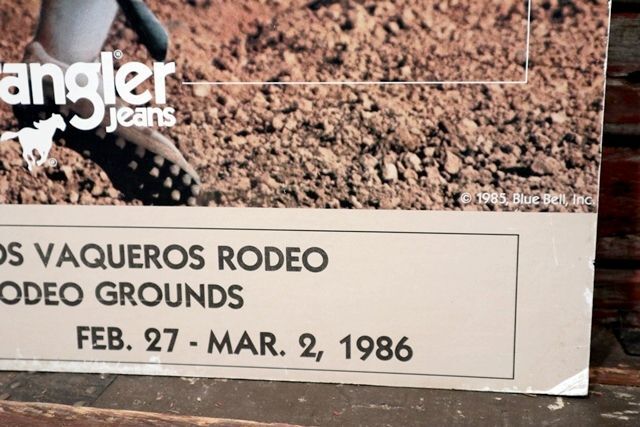 angler®
jeans
®
© 1985, Blue Bell, Inc.
OS VAQUEROS RODEO
ODEO GROUNDS
FEB. 27 - MAR. 2, 1986